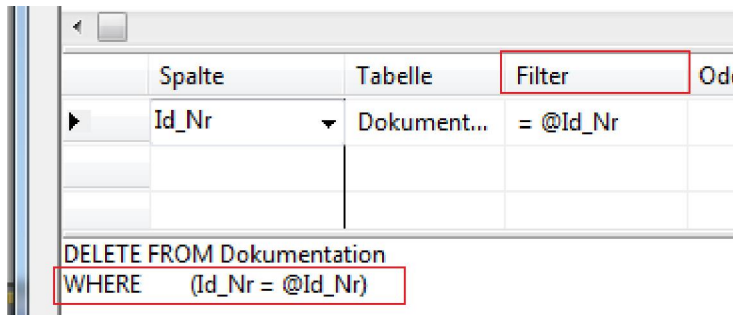 Spalte Tabelle Filter Od
Id_Nr Dokument... = @Id_Nr
DELETE FROM Dokumentation
WHERE (Id_Nr = @Id_Nr)